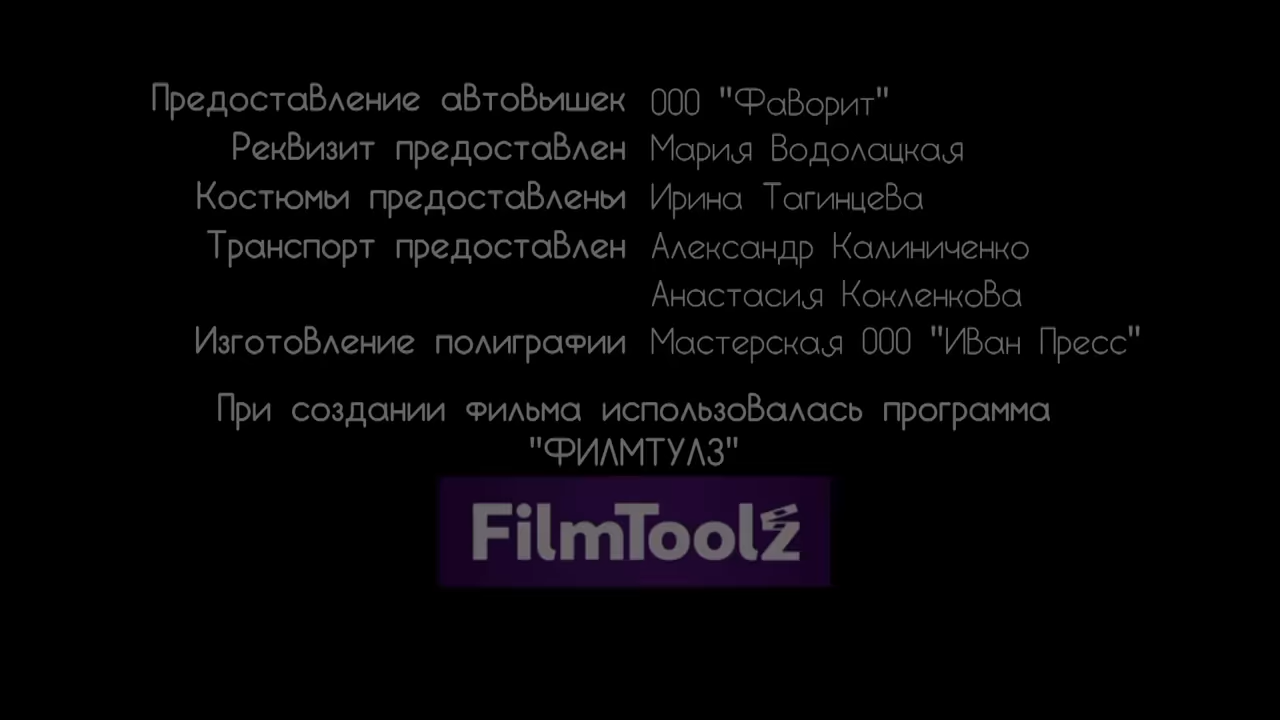 Предоставление автовышек ООО "Фаворит"
Реквизит предоставлен Мария Водолацкая
Костюмы предоставлены Ирина Тагинцева
Транспорт предоставлен Александр Калиниченко
Анастасия Кокленкова
Изготовление полиграфии Мастерская ООО "Иван Пресс"
При создании фильма использовалась программа
"ФИЛМТУЛЗ"
FilmToolz